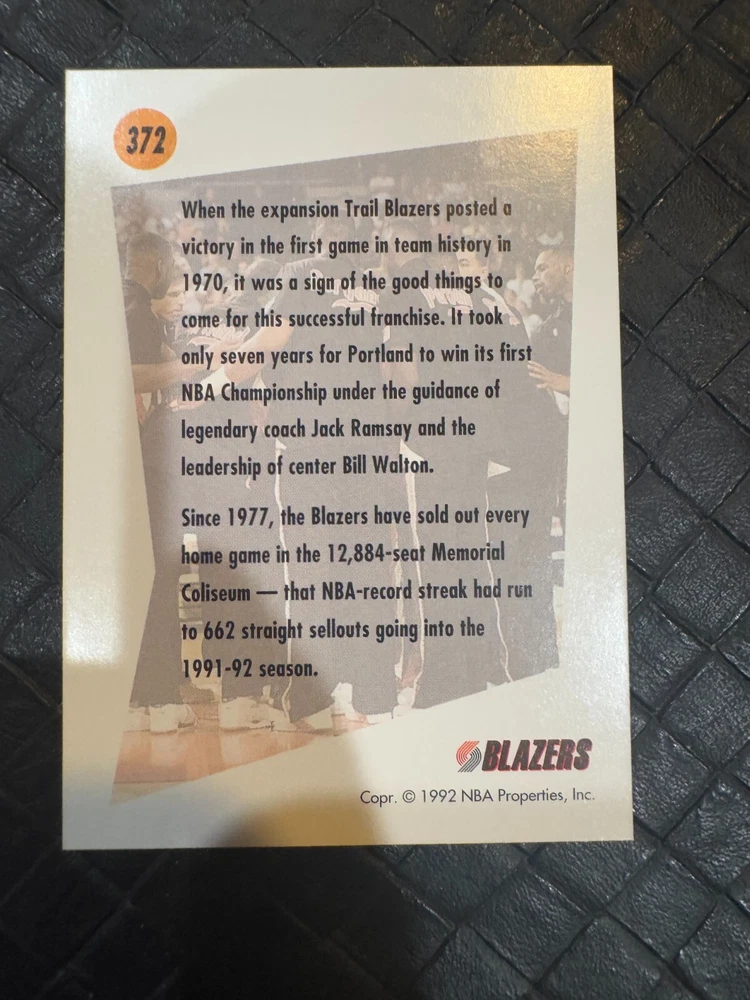 372
When the expansion Trail Blazers posted a
victory in the first game in team history in
1970, it was a sign of the good things to
come for this successful franchise. It took
only seven years for Portland to win its first
NBA Championship under the guidance of
legendary coach Jack Ramsay and the
leadership of center Bill Walton.
Since 1977, the Blazers have sold out every
home game in the 12,884-seat Memorial
Coliseum — that NBA-record streak had run
to 662 straight sellouts going into the
1991-92 season.
BLAZERS
Copr. © 1992 NBA Properties, Inc.